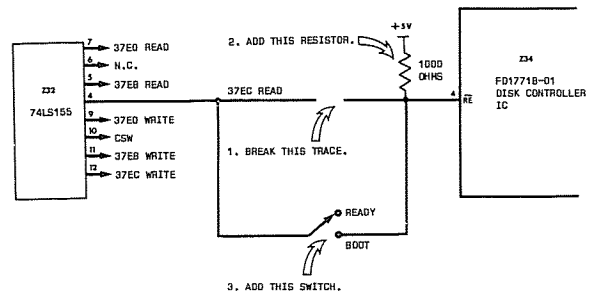 Z32
74LS155
7 37E0 READ
6 N.C.
5 37E8 READ
4
9 37E0 WRITE
10 CSW
11 37E8 WRITE
12 37EC WRITE
37EC READ
1. BREAK THIS TRACE.
2. ADD THIS RESISTOR.
+5V
1000
OHMS
4
RE
Z34
FD1771B-01
DISK CONTROLLER
IC
READY
BOOT
3. ADD THIS SWITCH.